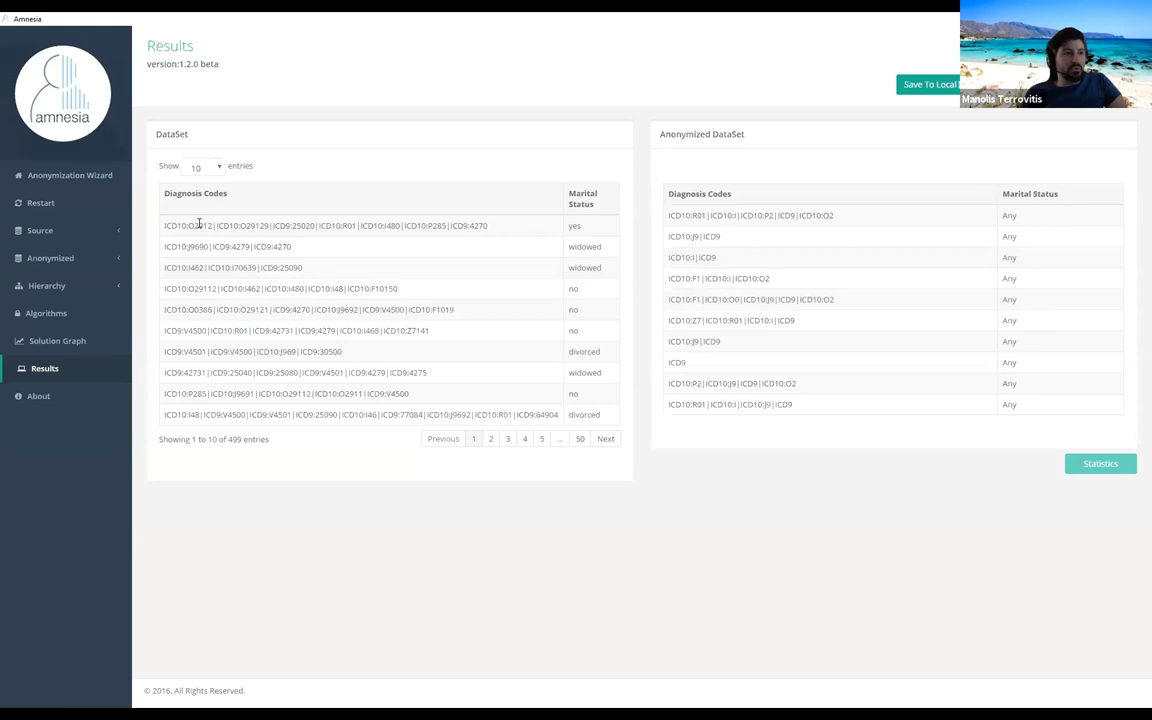 Amnesia
amnesia
Anonymization Wizard
Restart
Source
Anonymized
Hierarchy
Algorithms
Solution Graph
Results
About
Results
version:1.2.0 beta
Save To Local
Manolis Terrovitis
DataSet
Show 10 entries
Diagnosis Codes Marital Status
ICD10:O2912|ICD10:O29129|ICD9:25020|ICD10:R01|ICD10:I480|ICD10:P285|ICD9:4270 yes
ICD10:J9690|ICD9:4279|ICD9:4270 widowed
ICD10:I462|ICD10:I70639|ICD9:25090 widowed
ICD10:O29112|ICD10:I462|ICD10:I480|ICD10:I48|ICD10:F10150 no
ICD10:O0386|ICD10:O29121|ICD9:4270|ICD10:J9692|ICD9:V4500|ICD10:F1019 no
ICD9:V4500|ICD10:R01|ICD9:42731|ICD9:4279|ICD10:I468|ICD10:Z7141 no
ICD9:V4501|ICD9:V4500|ICD10:J969|ICD9:30500 divorced
ICD9:42731|ICD9:25040|ICD9:25080|ICD9:V4501|ICD9:4279|ICD9:4275 widowed
ICD10:P285|ICD10:J9691|ICD10:O29112|ICD10:O2911|ICD9:V4500 no
ICD10:I48|ICD9:V4500|ICD9:V4501|ICD9:25090|ICD10:I46|ICD9:77084|ICD10:J9692|ICD10:R01|ICD9:64904 divorced
Showing 1 to 10 of 499 entries
Previous 1 2 3 4 5 ... 50 Next
Anonymized DataSet
Diagnosis Codes Marital Status
ICD10:R01|ICD10:I|ICD10:P2|ICD9|ICD10:O2 Any
ICD10:J9|ICD9 Any
ICD10:I|ICD9 Any
ICD10:F1|ICD10:I|ICD10:O2 Any
ICD10:F1|ICD10:O0|ICD10:J9|ICD9|ICD10:O2 Any
ICD10:Z7|ICD10:R01|ICD10:I|ICD9 Any
ICD10:J9|ICD9 Any
ICD9 Any
ICD10:P2|ICD10:J9|ICD9|ICD10:O2 Any
ICD10:R01|ICD10:I|ICD10:J9|ICD9 Any
Statistics
© 2016, All Rights Reserved.